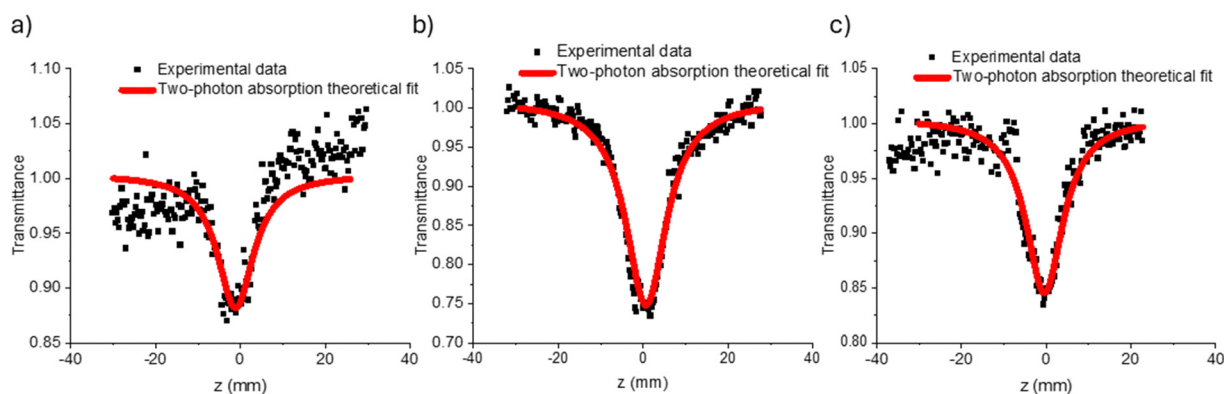 a)
Experimental data
Two-photon absorption theoretical fit
1.10
1.05
1.00
0.95
0.90
0.85
Transmittance
-40
-20
0
20
40
z (mm)
b)
Experimental data
Two-photon absorption theoretical fit
1.05
1.00
0.95
0.90
0.85
0.80
0.75
0.70
Transmittance
-40
-20
0
20
40
z (mm)
c)
Experimental data
Two-photon absorption theoretical fit
1.05
1.00
0.95
0.90
0.85
0.80
Transmittance
-40
-20
0
20
40
z (mm)